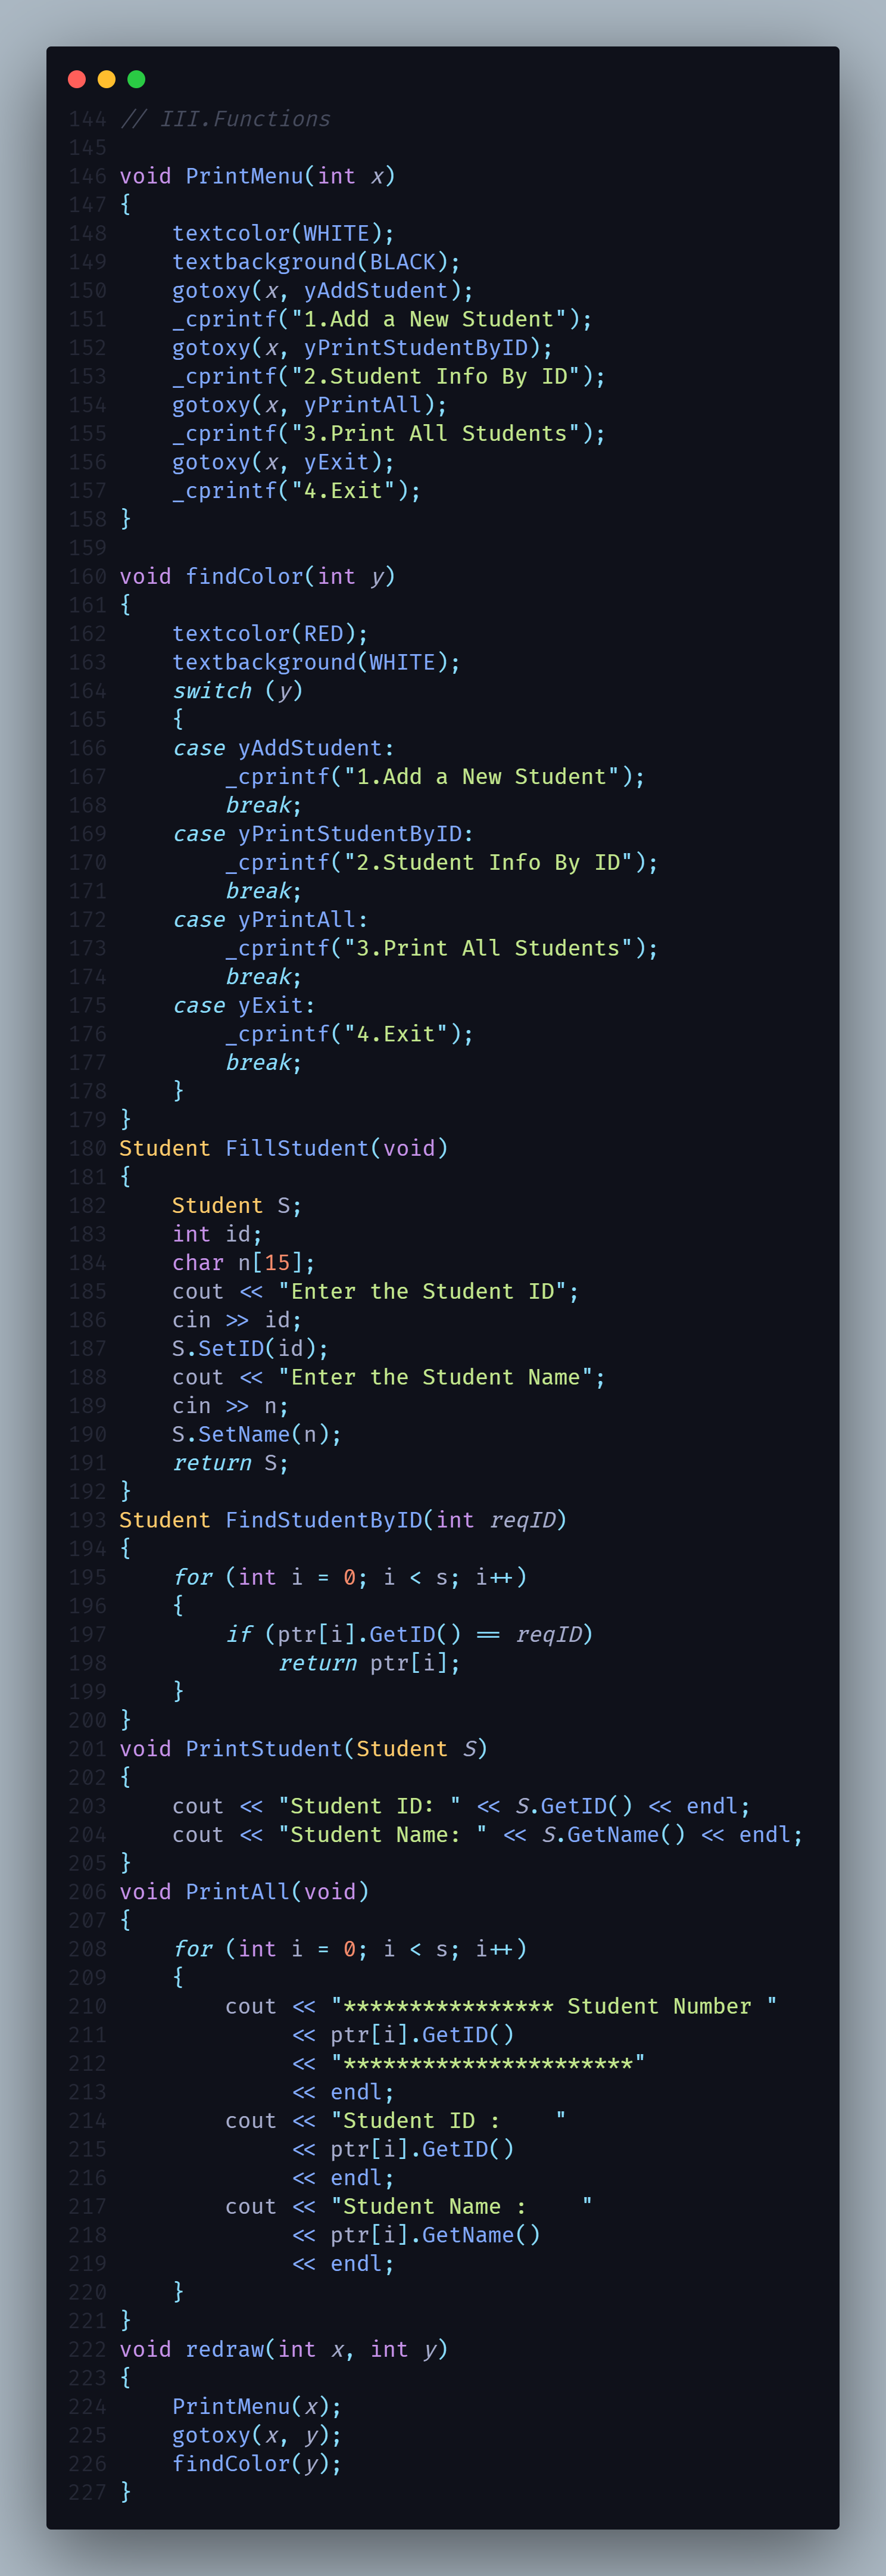 144 // III.Functions
145
146 void PrintMenu(int x)
147 {
148     textcolor(WHITE);
149     textbackground(BLACK);
150     gotoxy(x, yAddStudent);
151     _cprintf("1.Add a New Student");
152     gotoxy(x, yPrintStudentByID);
153     _cprintf("2.Student Info By ID");
154     gotoxy(x, yPrintAll);
155     _cprintf("3.Print All Students");
156     gotoxy(x, yExit);
157     _cprintf("4.Exit");
158 }
159
160 void findColor(int y)
161 {
162     textcolor(RED);
163     textbackground(WHITE);
164     switch (y)
165     {
166     case yAddStudent:
167         _cprintf("1.Add a New Student");
168         break;
169     case yPrintStudentByID:
170         _cprintf("2.Student Info By ID");
171         break;
172     case yPrintAll:
173         _cprintf("3.Print All Students");
174         break;
175     case yExit:
176         _cprintf("4.Exit");
177         break;
178     }
179 }
180 Student FillStudent(void)
181 {
182     Student S;
183     int id;
184     char n[15];
185     cout << "Enter the Student ID";
186     cin >> id;
187     S.SetID(id);
188     cout << "Enter the Student Name";
189     cin >> n;
190     S.SetName(n);
191     return S;
192 }
193 Student FindStudentByID(int reqID)
194 {
195     for (int i = 0; i < s; i++)
196     {
197         if (ptr[i].GetID() == reqID)
198             return ptr[i];
199     }
200 }
201 void PrintStudent(Student S)
202 {
203     cout << "Student ID: " << S.GetID() << endl;
204     cout << "Student Name: " << S.GetName() << endl;
205 }
206 void PrintAll(void)
207 {
208     for (int i = 0; i < s; i++)
209     {
210         cout << "**************** Student Number "
211              << ptr[i].GetID()
212              << "**********************"
213              << endl;
214         cout << "Student ID :    "
215              << ptr[i].GetID()
216              << endl;
217         cout << "Student Name :    "
218              << ptr[i].GetName()
219              << endl;
220     }
221 }
222 void redraw(int x, int y)
223 {
224     PrintMenu(x);
225     gotoxy(x, y);
226     findColor(y);
227 }